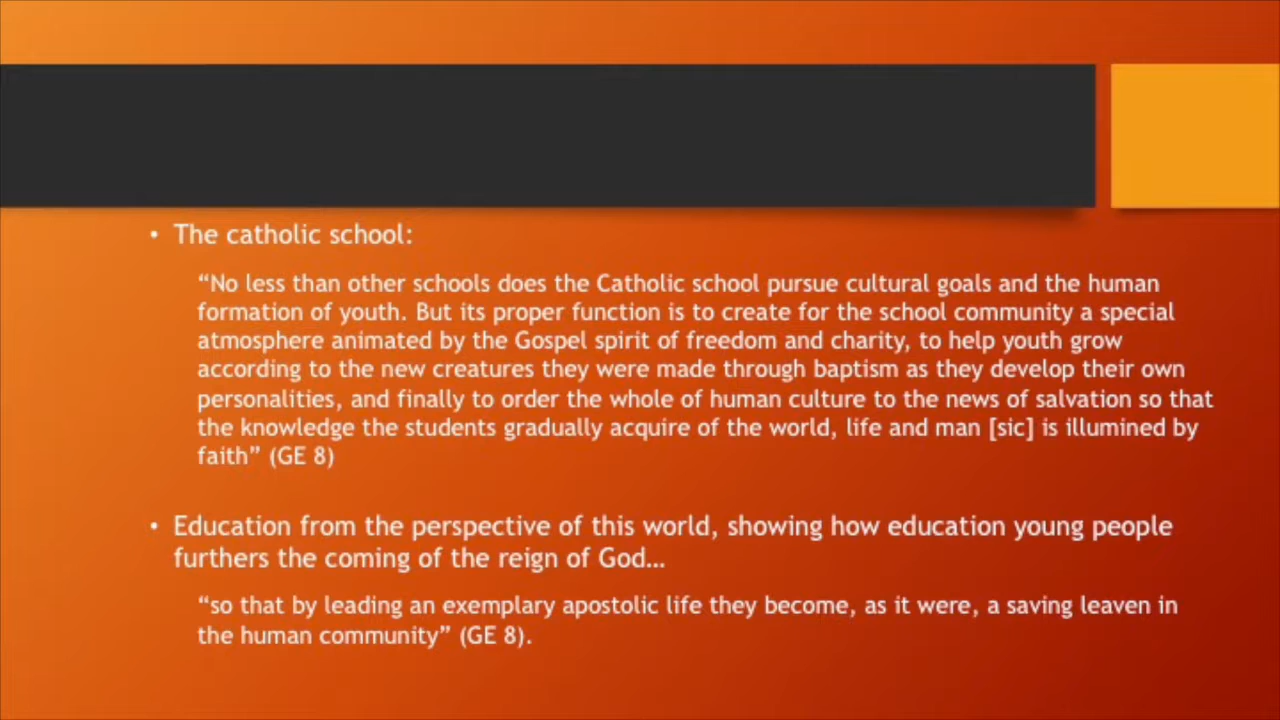 • The catholic school:
“No less than other schools does the Catholic school pursue cultural goals and the human
formation of youth. But its proper function is to create for the school community a special
atmosphere animated by the Gospel spirit of freedom and charity, to help youth grow
according to the new creatures they were made through baptism as they develop their own
personalities, and finally to order the whole of human culture to the news of salvation so that
the knowledge the students gradually acquire of the world, life and man [sic] is illumined by
faith” (GE 8)
• Education from the perspective of this world, showing how education young people
furthers the coming of the reign of God…
“so that by leading an exemplary apostolic life they become, as it were, a saving leaven in
the human community” (GE 8).